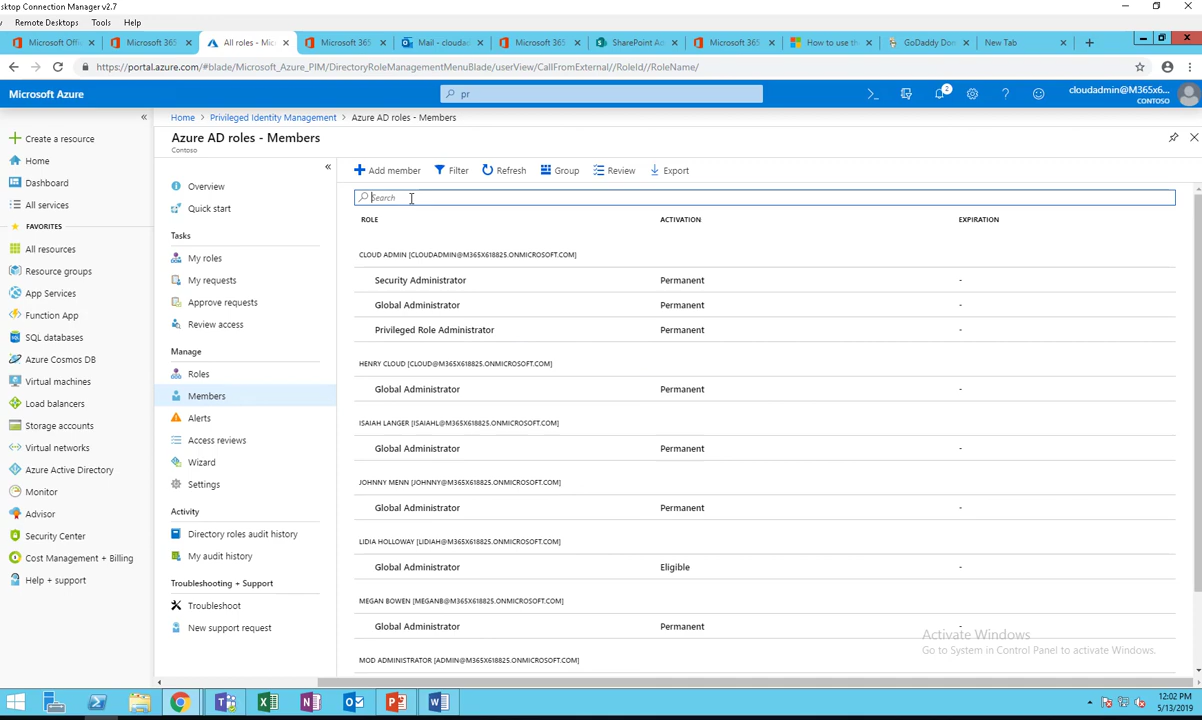 sktop Connection Manager v2.7
Remote Desktops Tools Help
Microsoft Offi
Microsoft 365
All roles - Mic
Microsoft 365
Mail - clouda
Microsoft 365
SharePoint A
Microsoft 365
How to use th
GoDaddy Dom
New Tab
https://portal.azure.com/#blade/Microsoft_Azure_PIM/DirectoryRoleManagementMenuBlade/userView/CallFromExternal//RoleId//RoleName/
Microsoft Azure
pr
2
cloudadmin@M365x6...
CONTOSO
Home > Privileged Identity Management > Azure AD roles - Members
Azure AD roles - Members
Contoso
Create a resource
Home
Dashboard
All services
FAVORITES
All resources
Resource groups
App Services
Function App
SQL databases
Azure Cosmos DB
Virtual machines
Load balancers
Storage accounts
Virtual networks
Azure Active Directory
Monitor
Advisor
Security Center
Cost Management + Billing
Help + support
Overview
Quick start
Tasks
My roles
My requests
Approve requests
Review access
Manage
Roles
Members
Alerts
Access reviews
Wizard
Settings
Activity
Directory roles audit history
My audit history
Troubleshooting + Support
Troubleshoot
New support request
Add member Filter Refresh Group Review Export
Search
ROLE ACTIVATION EXPIRATION
CLOUD ADMIN [CLOUDADMIN@M365X618825.ONMICROSOFT.COM]
Security Administrator Permanent -
Global Administrator Permanent -
Privileged Role Administrator Permanent -
HENRY CLOUD [CLOUD@M365X618825.ONMICROSOFT.COM]
Global Administrator Permanent -
ISAIAH LANGER [ISAIAHL@M365X618825.ONMICROSOFT.COM]
Global Administrator Permanent -
JOHNNY MENN [JOHNNY@M365X618825.ONMICROSOFT.COM]
Global Administrator Permanent -
LIDIA HOLLOWAY [LIDIAH@M365X618825.ONMICROSOFT.COM]
Global Administrator Eligible -
MEGAN BOWEN [MEGANB@M365X618825.ONMICROSOFT.COM]
Global Administrator Permanent -
MOD ADMINISTRATOR [ADMIN@M365X618825.ONMICROSOFT.COM]
Activate Windows
Go to System in Control Panel to activate Windows.
12:02 PM
5/13/2019